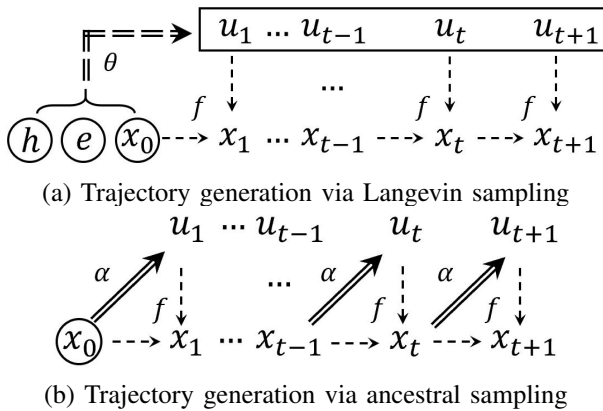 u₁ ... uₜ₋₁ uₜ uₜ₊₁
θ
... 
f f f
h e x₀ x₁ ... xₜ₋₁ xₜ xₜ₊₁
(a) Trajectory generation via Langevin sampling
u₁ ... uₜ₋₁ uₜ uₜ₊₁
α ... α α
f f f
x₀ x₁ ... xₜ₋₁ xₜ xₜ₊₁
(b) Trajectory generation via ancestral sampling